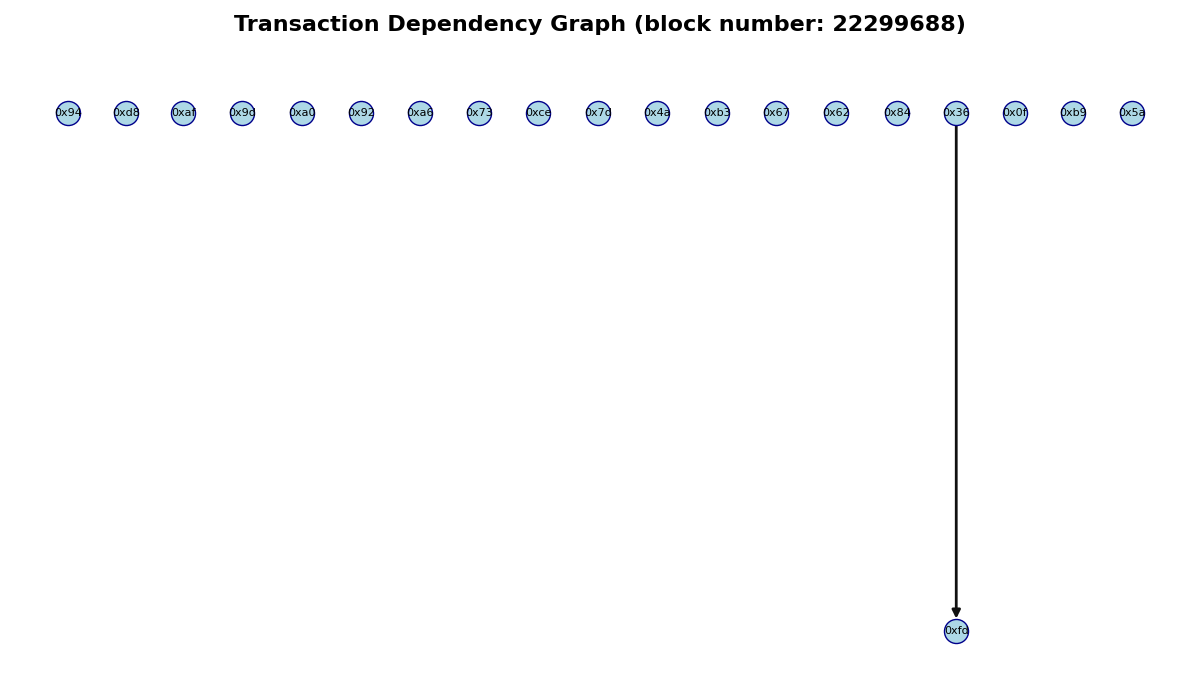 Transaction Dependency Graph (block number: 22299688)
0x94 0xd8 0xaf 0x9d 0xa0 0x92 0xa6 0x73 0xce 0x7d 0x4a 0xb3 0x67 0x62 0x84 0x36 0x0f 0xb9 0x5a
0xfd